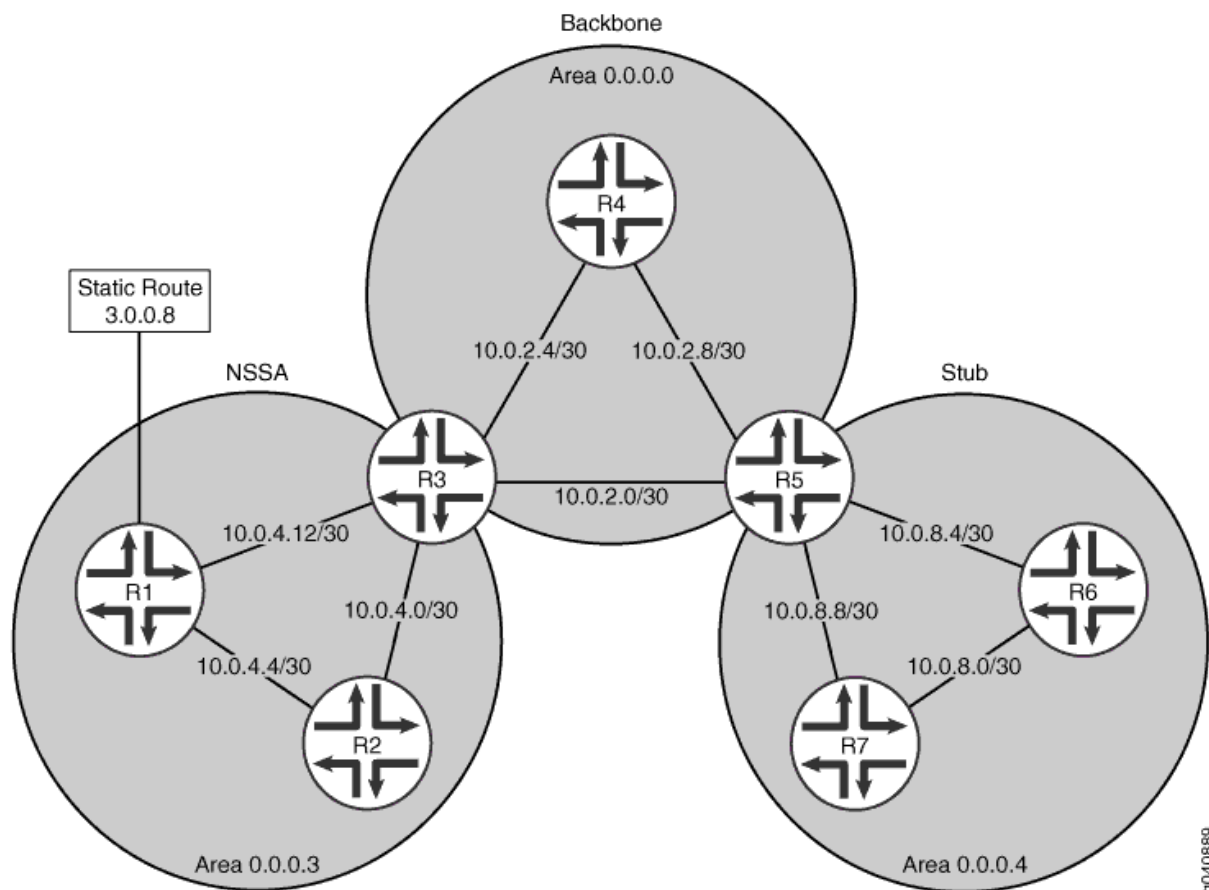 Backbone
Area 0.0.0.0
R4
Static Route
3.0.0.8
10.0.2.4/30
10.0.2.8/30
NSSA
Stub
R3
R5
10.0.2.0/30
10.0.4.12/30
10.0.8.4/30
R1
R6
10.0.4.0/30
10.0.8.8/30
10.0.4.4/30
10.0.8.0/30
R2
R7
Area 0.0.0.3
Area 0.0.0.4
g040889